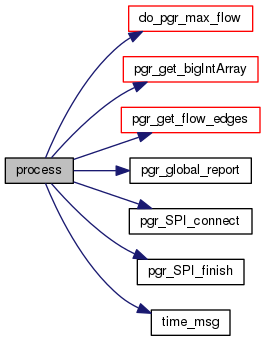 do_pgr_max_flow
pgr_get_bigIntArray
pgr_get_flow_edges
process
pgr_global_report
pgr_SPI_connect
pgr_SPI_finish
time_msg